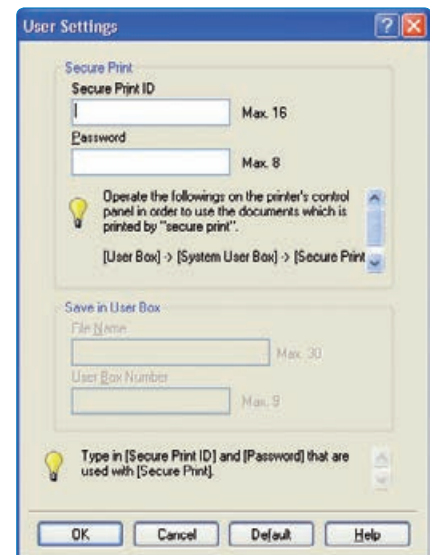 User Settings
Secure Print
Secure Print ID
Max. 16
Password
Max. 8
Operate the followings on the printer's control
panel in order to use the documents which is
printed by "secure print".
[User Box] -> [System User Box] -> [Secure Print
Save in User Box
File Name
Max. 30
User Box Number
Max. 9
Type in [Secure Print ID] and [Password] that are
used with [Secure Print].
OK Cancel Default Help